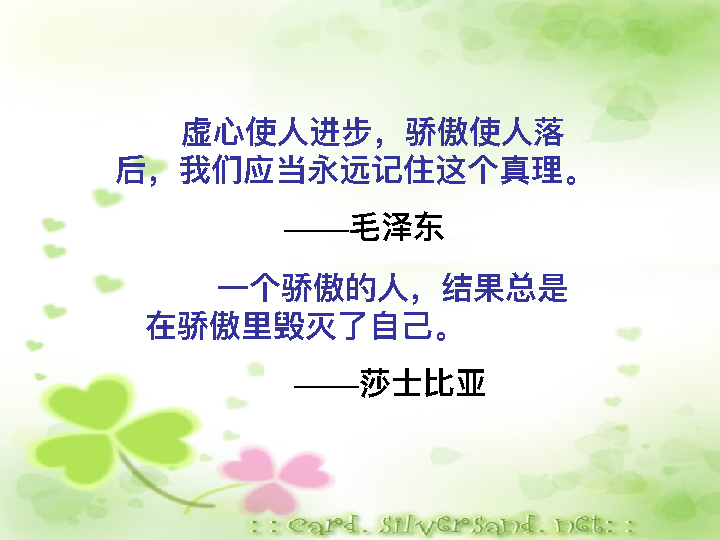 虚心使人进步，骄傲使人落
后，我们应当永远记住这个真理。
——毛泽东
一个骄傲的人，结果总是
在骄傲里毁灭了自己。
——莎士比亚
::card.silversand.net::